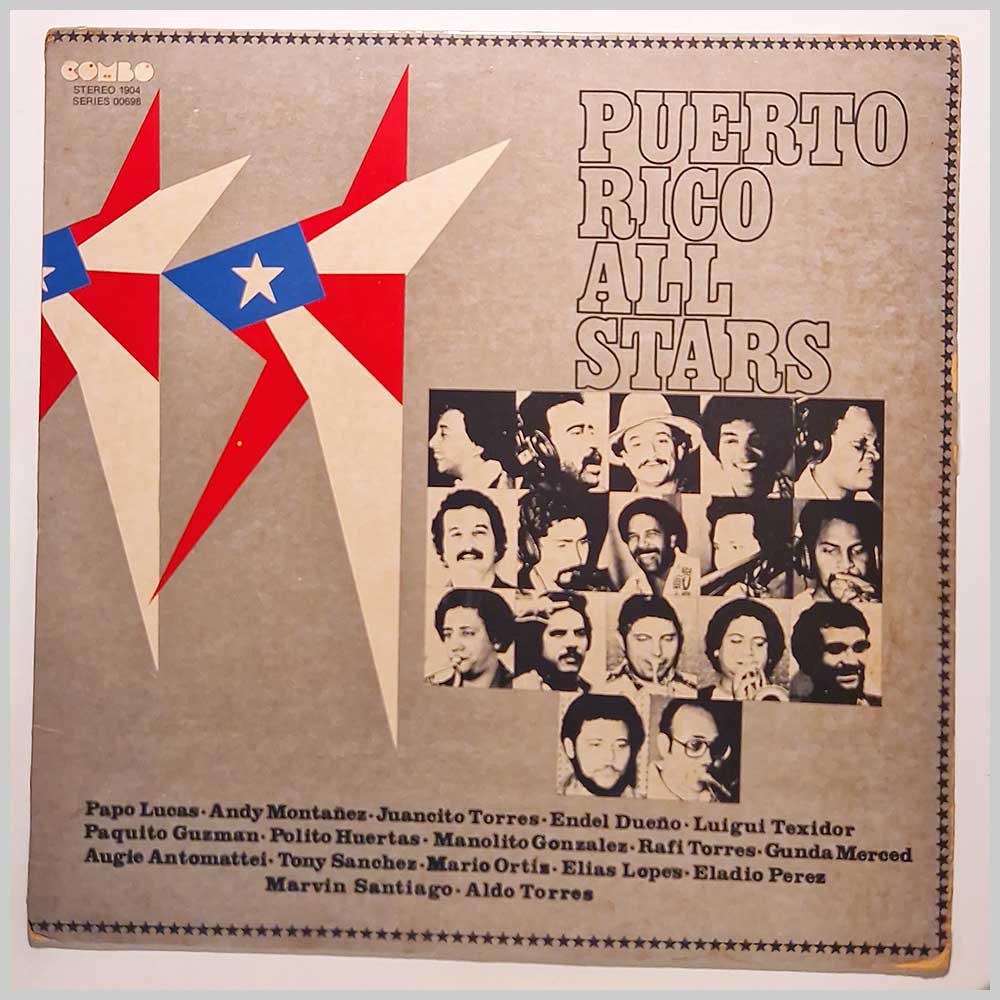 COMBO
STEREO 1904
SERIES 00698
PUERTO
RICO
ALL
STARS
Papo Lucas · Andy Montañez · Juancito Torres · Endel Dueño · Luigui Texidor
Paquito Guzman · Polito Huertas · Manolito Gonzalez · Rafi Torres · Gunda Merced
Augie Antomattei · Tony Sanchez · Mario Ortiz · Elias Lopes · Eladio Perez
Marvin Santiago · Aldo Torres